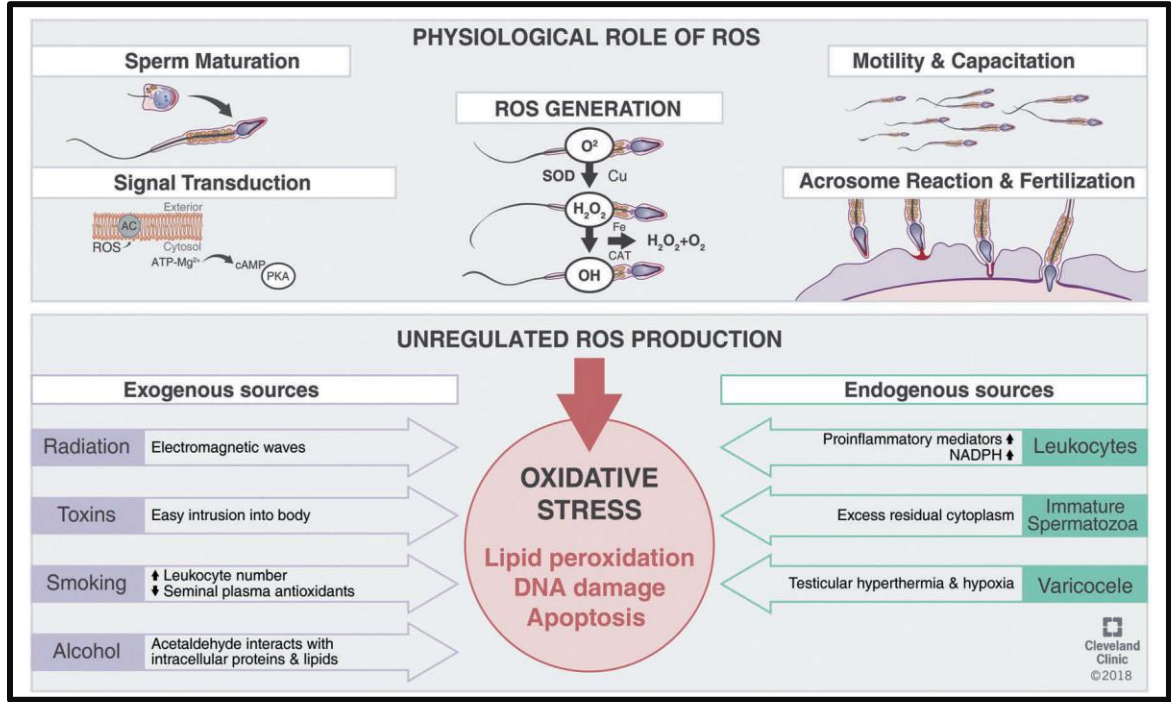 PHYSIOLOGICAL ROLE OF ROS
Sperm Maturation
Signal Transduction
Exterior
AC
ROS
Cytosol
ATP-Mg²⁺
cAMP
PKA
ROS GENERATION
O²
SOD
Cu
H₂O₂
Fe
CAT
H₂O₂+O₂
OH
Motility & Capacitation
Acrosome Reaction & Fertilization
UNREGULATED ROS PRODUCTION
Exogenous sources
Radiation
Electromagnetic waves
Toxins
Easy intrusion into body
Smoking
⬆ Leukocyte number
⬇ Seminal plasma antioxidants
Alcohol
Acetaldehyde interacts with
intracellular proteins & lipids
OXIDATIVE
STRESS
Lipid peroxidation
DNA damage
Apoptosis
Endogenous sources
Proinflammatory mediators ⬆
NADPH ⬆
Leukocytes
Excess residual cytoplasm
Immature
Spermatozoa
Testicular hyperthermia & hypoxia
Varicocele
Cleveland
Clinic
©2018